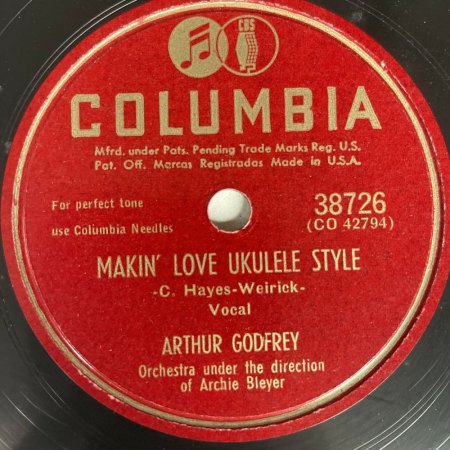 CBS
COLUMBIA
Mfrd. under Pats. Pending Trade Marks Reg. U.S.
Pat. Off. Marcas Registradas Made in U.S.A.
For perfect tone
use Columbia Needles
38726
(CO 42794)
MAKIN' LOVE UKULELE STYLE
-C. Hayes-Weirick-
Vocal
ARTHUR GODFREY
Orchestra under the direction
of Archie Bleyer